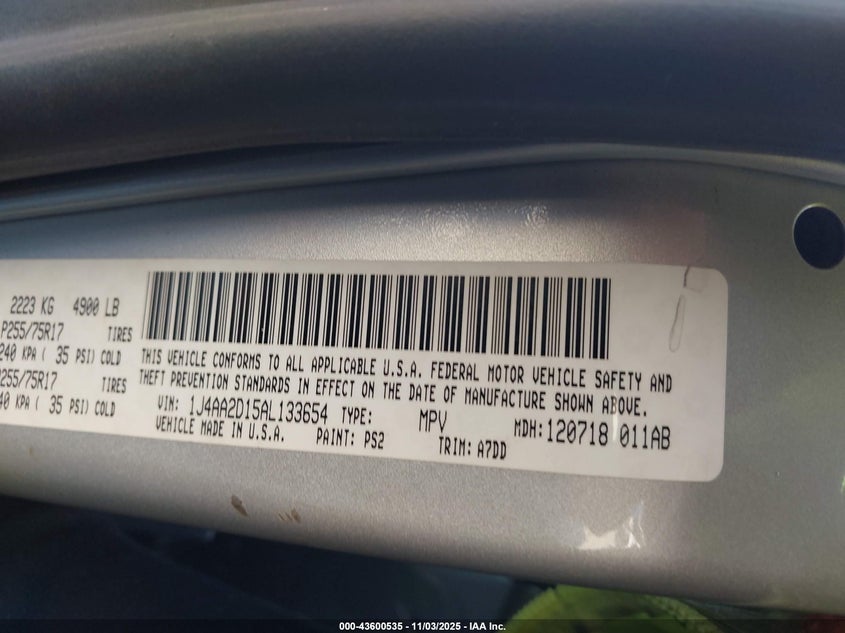 2223 KG 4900 LB
P255/75R17 TIRES
240 KPA ( 35 PSI) COLD
P255/75R17 TIRES
40 KPA ( 35 PSI) COLD
THIS VEHICLE CONFORMS TO ALL APPLICABLE U.S.A. FEDERAL MOTOR VEHICLE SAFETY AND
THEFT PREVENTION STANDARDS IN EFFECT ON THE DATE OF MANUFACTURE SHOWN ABOVE.
VIN: 1J4AA2D15AL133654 TYPE: MPV MDH:120718 011AB
VEHICLE MADE IN U.S.A. PAINT: PS2 TRIM: A7DD
000-43600535 - 11/03/2025 - IAA Inc.